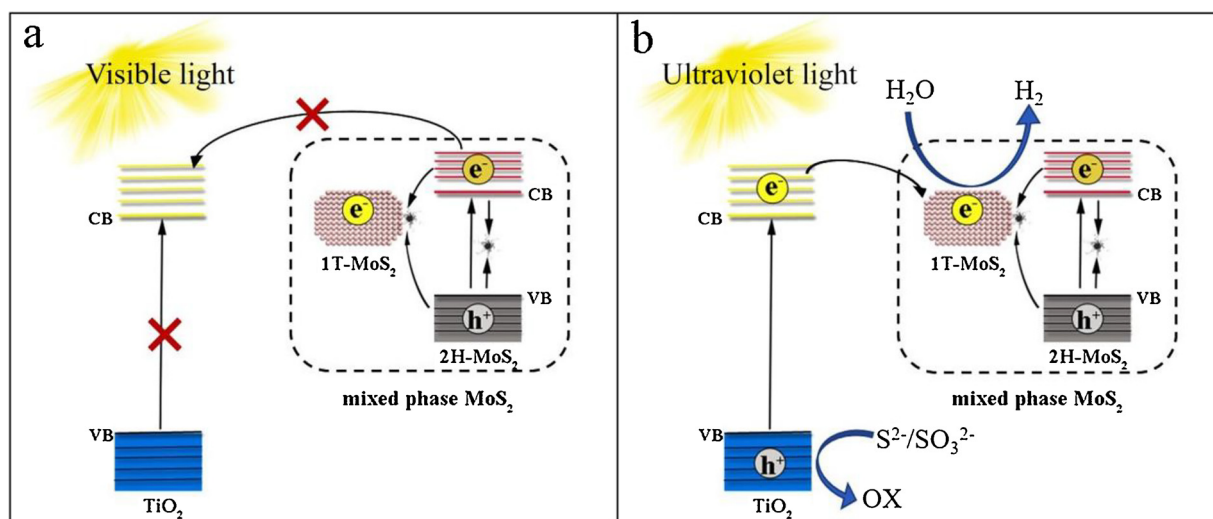 a
Visible light
e⁻
CB
CB
e⁻
1T-MoS₂
VB
h⁺
2H-MoS₂
mixed phase MoS₂
VB
TiO₂
b
Ultraviolet light
H₂O
H₂
e⁻
CB
e⁻
CB
e⁻
1T-MoS₂
VB
h⁺
2H-MoS₂
mixed phase MoS₂
VB
h⁺
S²⁻/SO₃²⁻
OX
TiO₂